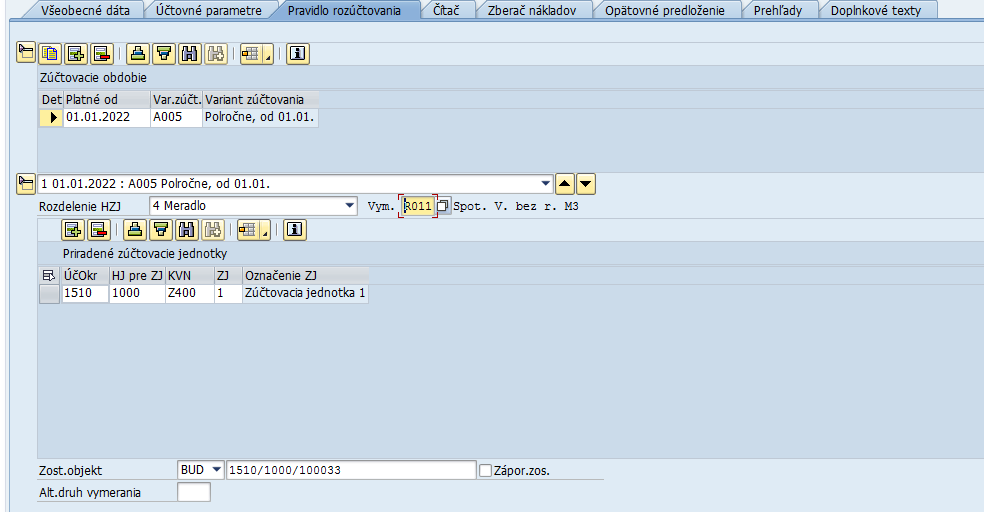 Všeobecné dáta Účtovné parametre Pravidlo rozúčtovania Čítač Zberač nákladov Opätovné predloženie Prehľady Doplnkové texty
Zúčtovacie obdobie
Det Platné od Var.zúčt. Variant zúčtovania
01.01.2022 A005 Polročne, od 01.01.
1 01.01.2022 : A005 Polročne, od 01.01.
Rozdelenie HZJ 4 Meradlo Vym. R011 Spot. V. bez r. M3
Priradené zúčtovacie jednotky
ÚčOkr HJ pre ZJ KVN ZJ Označenie ZJ
1510 1000 Z400 1 Zúčtovacia jednotka 1
Zost.objekt BUD 1510/1000/100033 Zápor.zos.
Alt.druh vymerania